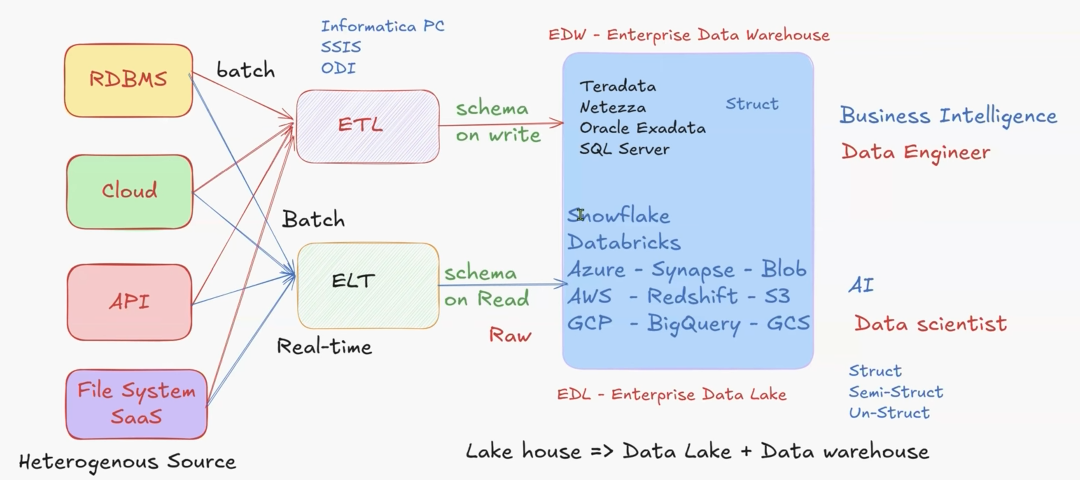 Informatica PC
SSIS
ODI
EDW - Enterprise Data Warehouse
RDBMS
batch
ETL
schema
on write
Teradata
Netezza
Oracle Exadata
SQL Server
Struct
Business Intelligence
Data Engineer
Cloud
Batch
ELT
schema
on Read
Raw
Real-time
Snowflake
Databricks
Azure - Synapse - Blob
AWS - Redshift - S3
GCP - BigQuery - GCS
AI
Data scientist
API
File System
SaaS
Heterogenous Source
EDL - Enterprise Data Lake
Struct
Semi-Struct
Un-Struct
Lake house => Data Lake + Data warehouse